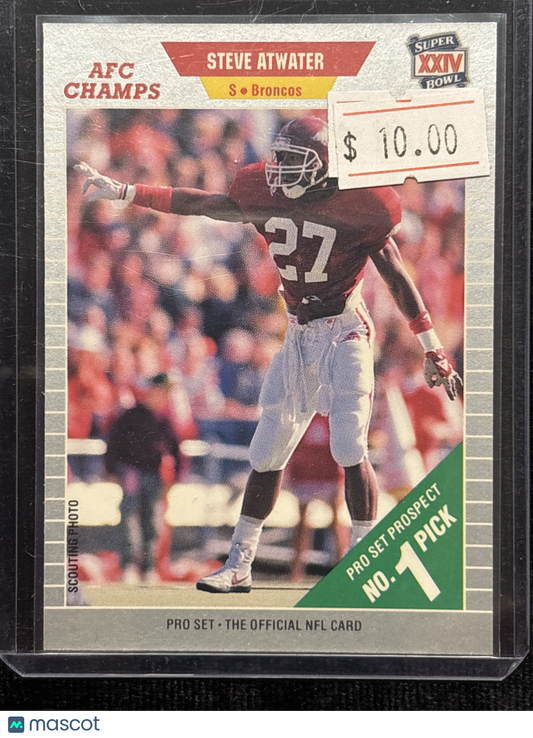 STEVE ATWATER
S • Broncos
AFC
CHAMPS
SUPER
XXIV
BOWL
$ 10.00
27
SCOUTING PHOTO
PRO SET PROSPECT
NO. 1 PICK
PRO SET • THE OFFICIAL NFL CARD
mascot